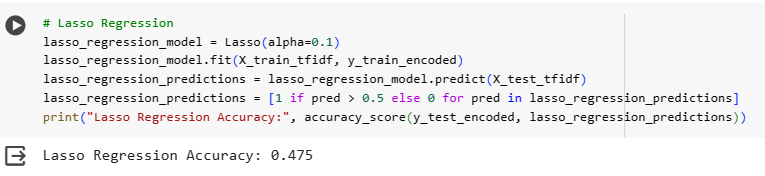 # Lasso Regression
lasso_regression_model = Lasso(alpha=0.1)
lasso_regression_model.fit(X_train_tfidf, y_train_encoded)
lasso_regression_predictions = lasso_regression_model.predict(X_test_tfidf)
lasso_regression_predictions = [1 if pred > 0.5 else 0 for pred in lasso_regression_predictions]
print("Lasso Regression Accuracy:", accuracy_score(y_test_encoded, lasso_regression_predictions))
Lasso Regression Accuracy: 0.475